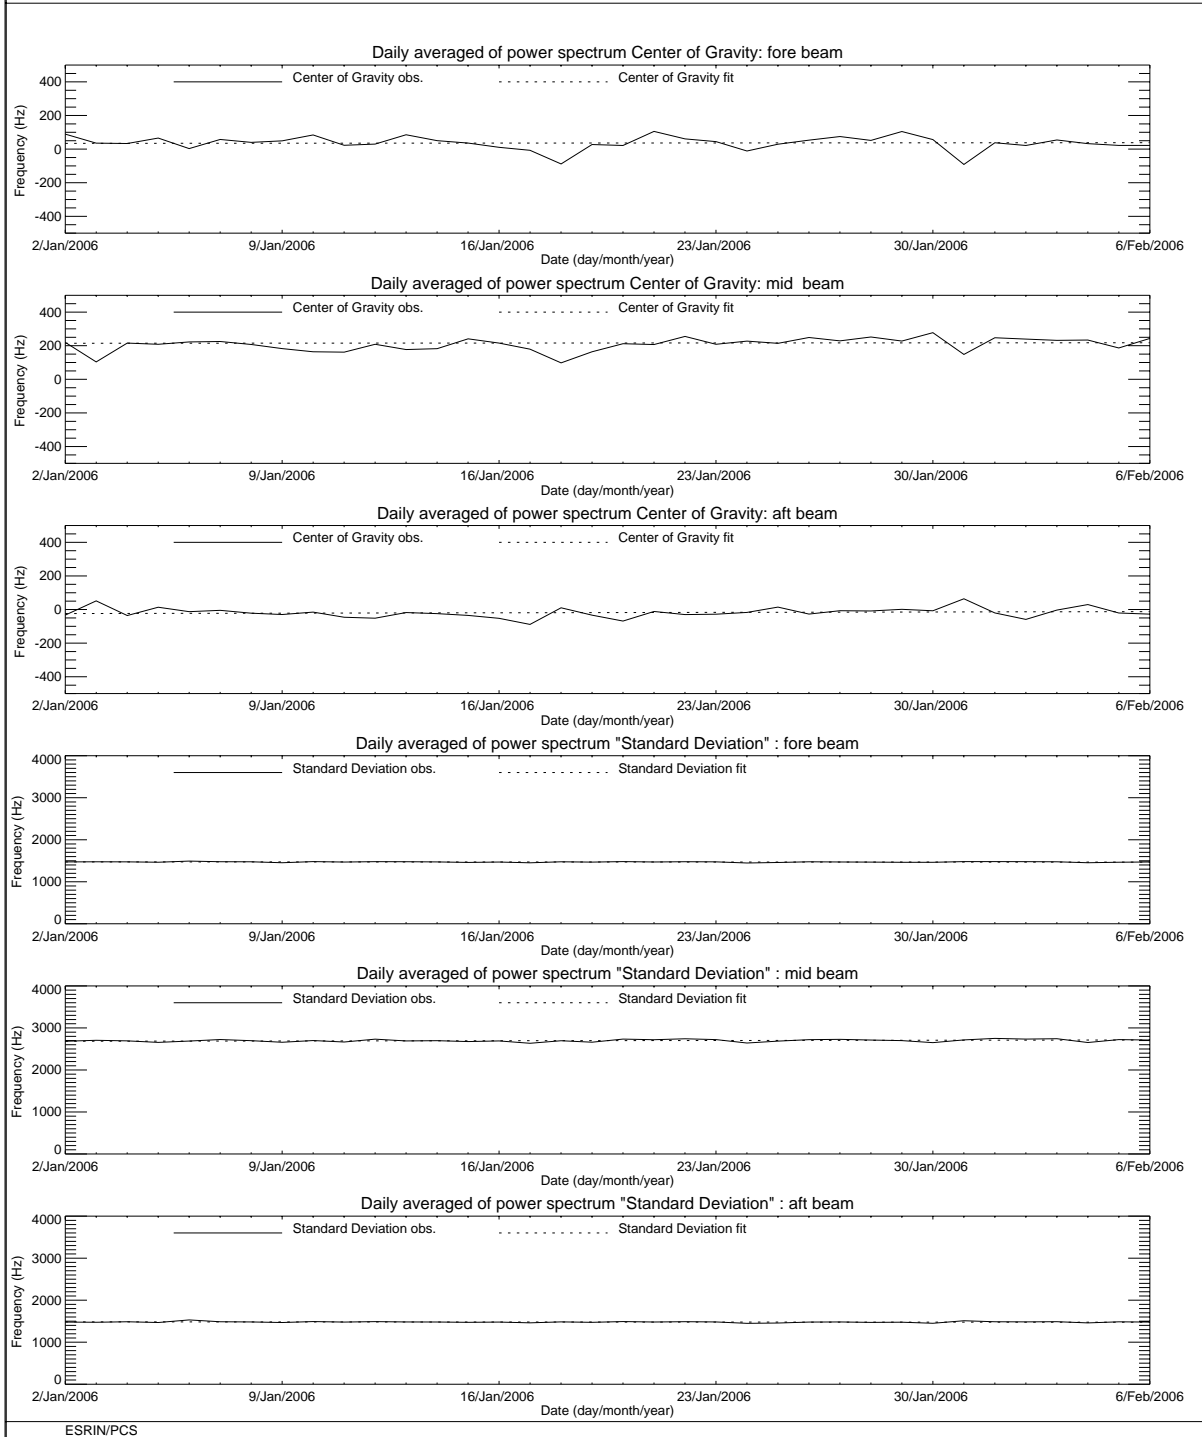 Daily averaged of power spectrum Center of Gravity: fore beam
Center of Gravity obs.
Center of Gravity fit
Frequency (Hz)
400
200
0
-200
-400
2/Jan/2006
9/Jan/2006
16/Jan/2006
23/Jan/2006
30/Jan/2006
6/Feb/2006
Date (day/month/year)
Daily averaged of power spectrum Center of Gravity: mid  beam
Center of Gravity obs.
Center of Gravity fit
Frequency (Hz)
400
200
0
-200
-400
2/Jan/2006
9/Jan/2006
16/Jan/2006
23/Jan/2006
30/Jan/2006
6/Feb/2006
Date (day/month/year)
Daily averaged of power spectrum Center of Gravity: aft beam
Center of Gravity obs.
Center of Gravity fit
Frequency (Hz)
400
200
0
-200
-400
2/Jan/2006
9/Jan/2006
16/Jan/2006
23/Jan/2006
30/Jan/2006
6/Feb/2006
Date (day/month/year)
Daily averaged of power spectrum "Standard Deviation" : fore beam
Standard Deviation obs.
Standard Deviation fit
Frequency (Hz)
4000
3000
2000
1000
0
2/Jan/2006
9/Jan/2006
16/Jan/2006
23/Jan/2006
30/Jan/2006
6/Feb/2006
Date (day/month/year)
Daily averaged of power spectrum "Standard Deviation" : mid beam
Standard Deviation obs.
Standard Deviation fit
Frequency (Hz)
4000
3000
2000
1000
0
2/Jan/2006
9/Jan/2006
16/Jan/2006
23/Jan/2006
30/Jan/2006
6/Feb/2006
Date (day/month/year)
Daily averaged of power spectrum "Standard Deviation" : aft beam
Standard Deviation obs.
Standard Deviation fit
Frequency (Hz)
4000
3000
2000
1000
0
2/Jan/2006
9/Jan/2006
16/Jan/2006
23/Jan/2006
30/Jan/2006
6/Feb/2006
Date (day/month/year)
ESRIN/PCS